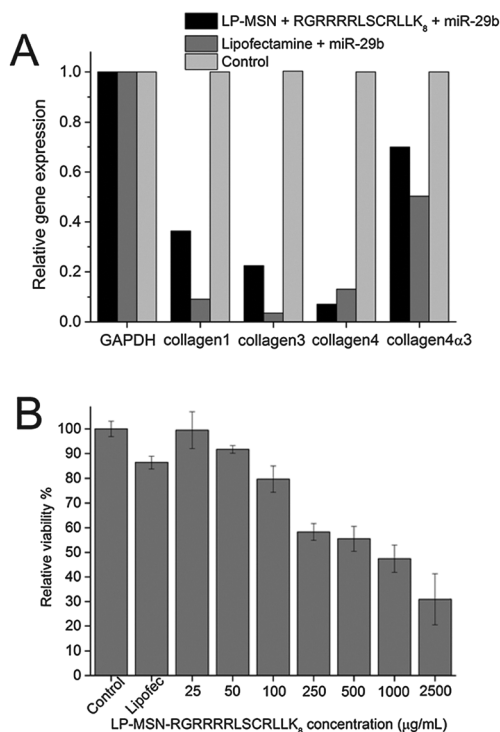 A
LP-MSN + RGRRRRLSCRLLK₈ + miR-29b
Lipofectamine + miR-29b
Control
Relative gene expression
1.0
0.8
0.6
0.4
0.2
0.0
GAPDH collagen1 collagen3 collagen4 collagen4α3
B
Relative viability %
100
90
80
70
60
50
40
30
20
10
0
Control Lipofec 25 50 100 250 500 1000 2500
LP-MSN-RGRRRRLSCRLLK₈ concentration (μg/mL)